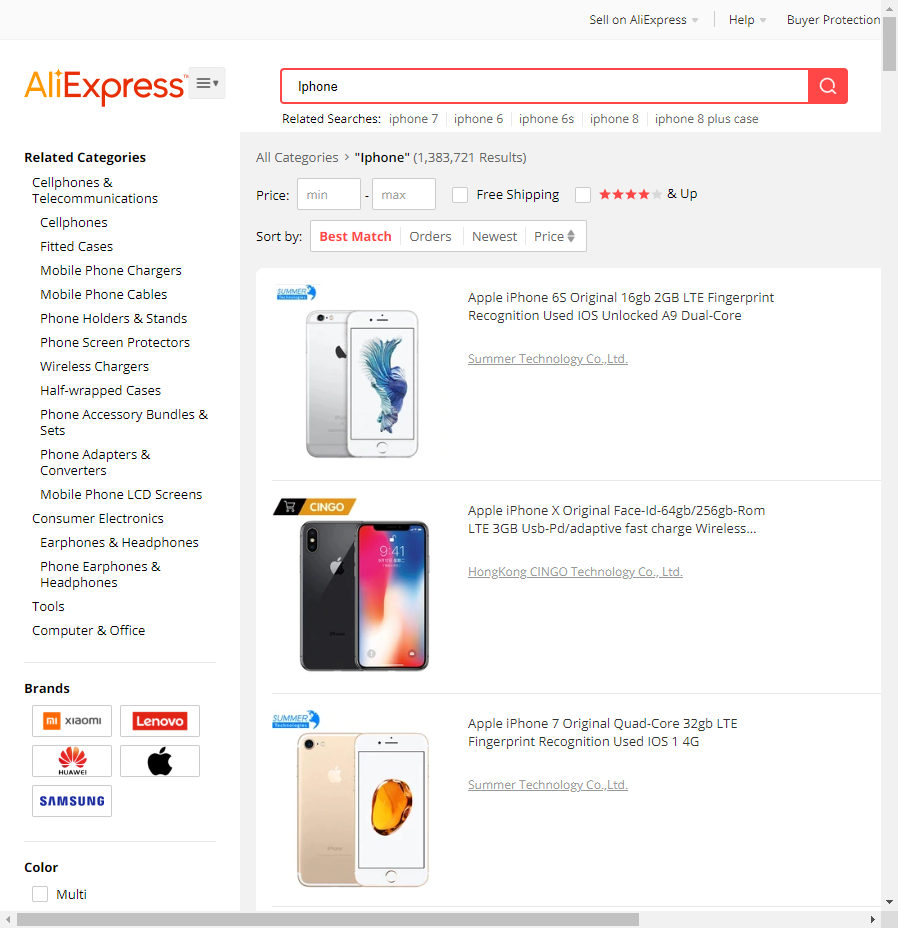 Sell on AliExpress
Help
Buyer Protection
AliExpress™
Iphone
Related Searches: iphone 7 iphone 6 iphone 6s iphone 8 iphone 8 plus case
Related Categories
Cellphones &
Telecommunications
Cellphones
Fitted Cases
Mobile Phone Chargers
Mobile Phone Cables
Phone Holders & Stands
Phone Screen Protectors
Wireless Chargers
Half-wrapped Cases
Phone Accessory Bundles &
Sets
Phone Adapters &
Converters
Mobile Phone LCD Screens
Consumer Electronics
Earphones & Headphones
Phone Earphones &
Headphones
Tools
Computer & Office
Brands
xiaomi
Lenovo
HUAWEI
SAMSUNG
Color
Multi
All Categories > "Iphone" (1,383,721 Results)
Price: min - max Free Shipping & Up
Sort by: Best Match Orders Newest Price
SUMMER
Technologies
Apple iPhone 6S Original 16gb 2GB LTE Fingerprint
Recognition Used IOS Unlocked A9 Dual-Core
Summer Technology Co.,Ltd.
CINGO
9:41
Apple iPhone X Original Face-Id-64gb/256gb-Rom
LTE 3GB Usb-Pd/adaptive fast charge Wireless...
HongKong CINGO Technology Co., Ltd.
SUMMER
Technologies
Apple iPhone 7 Original Quad-Core 32gb LTE
Fingerprint Recognition Used IOS 1 4G
Summer Technology Co.,Ltd.